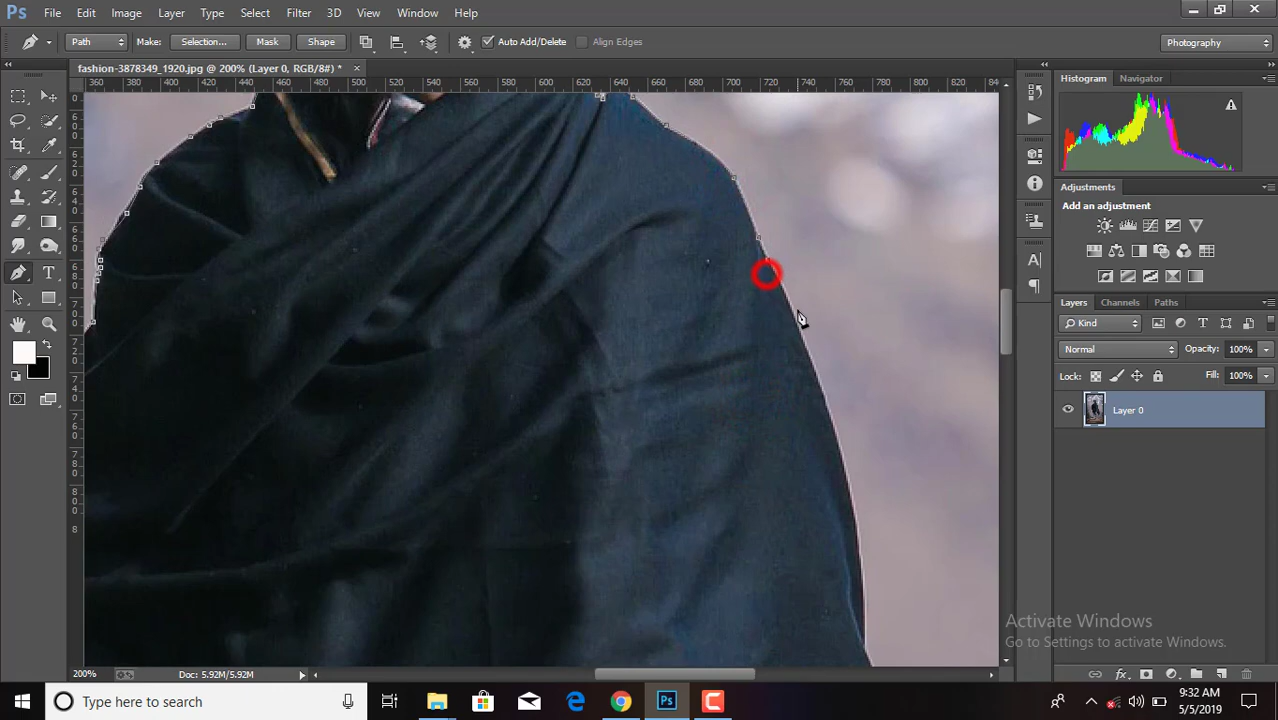 Ps File Edit Image Layer Type Select Filter 3D View Window Help
Path Make: Selection... Mask Shape Auto Add/Delete Align Edges Photography
fashion-3878349_1920.jpg @ 200% (Layer 0, RGB/8#) *
360 380 400 420 440 460 480 500 520 540 560 580 600 620 640 660 680 700 720 740 760 780 800 820 84
Histogram Navigator
Adjustments
Add an adjustment
Layers Channels Paths
Kind
Normal Opacity: 100%
Lock: Fill: 100%
Layer 0
Activate Windows
Go to Settings to activate Windows.
200% Doc: 5.92M/5.92M
Type here to search
Ps
5:32 AM
5/5/2019